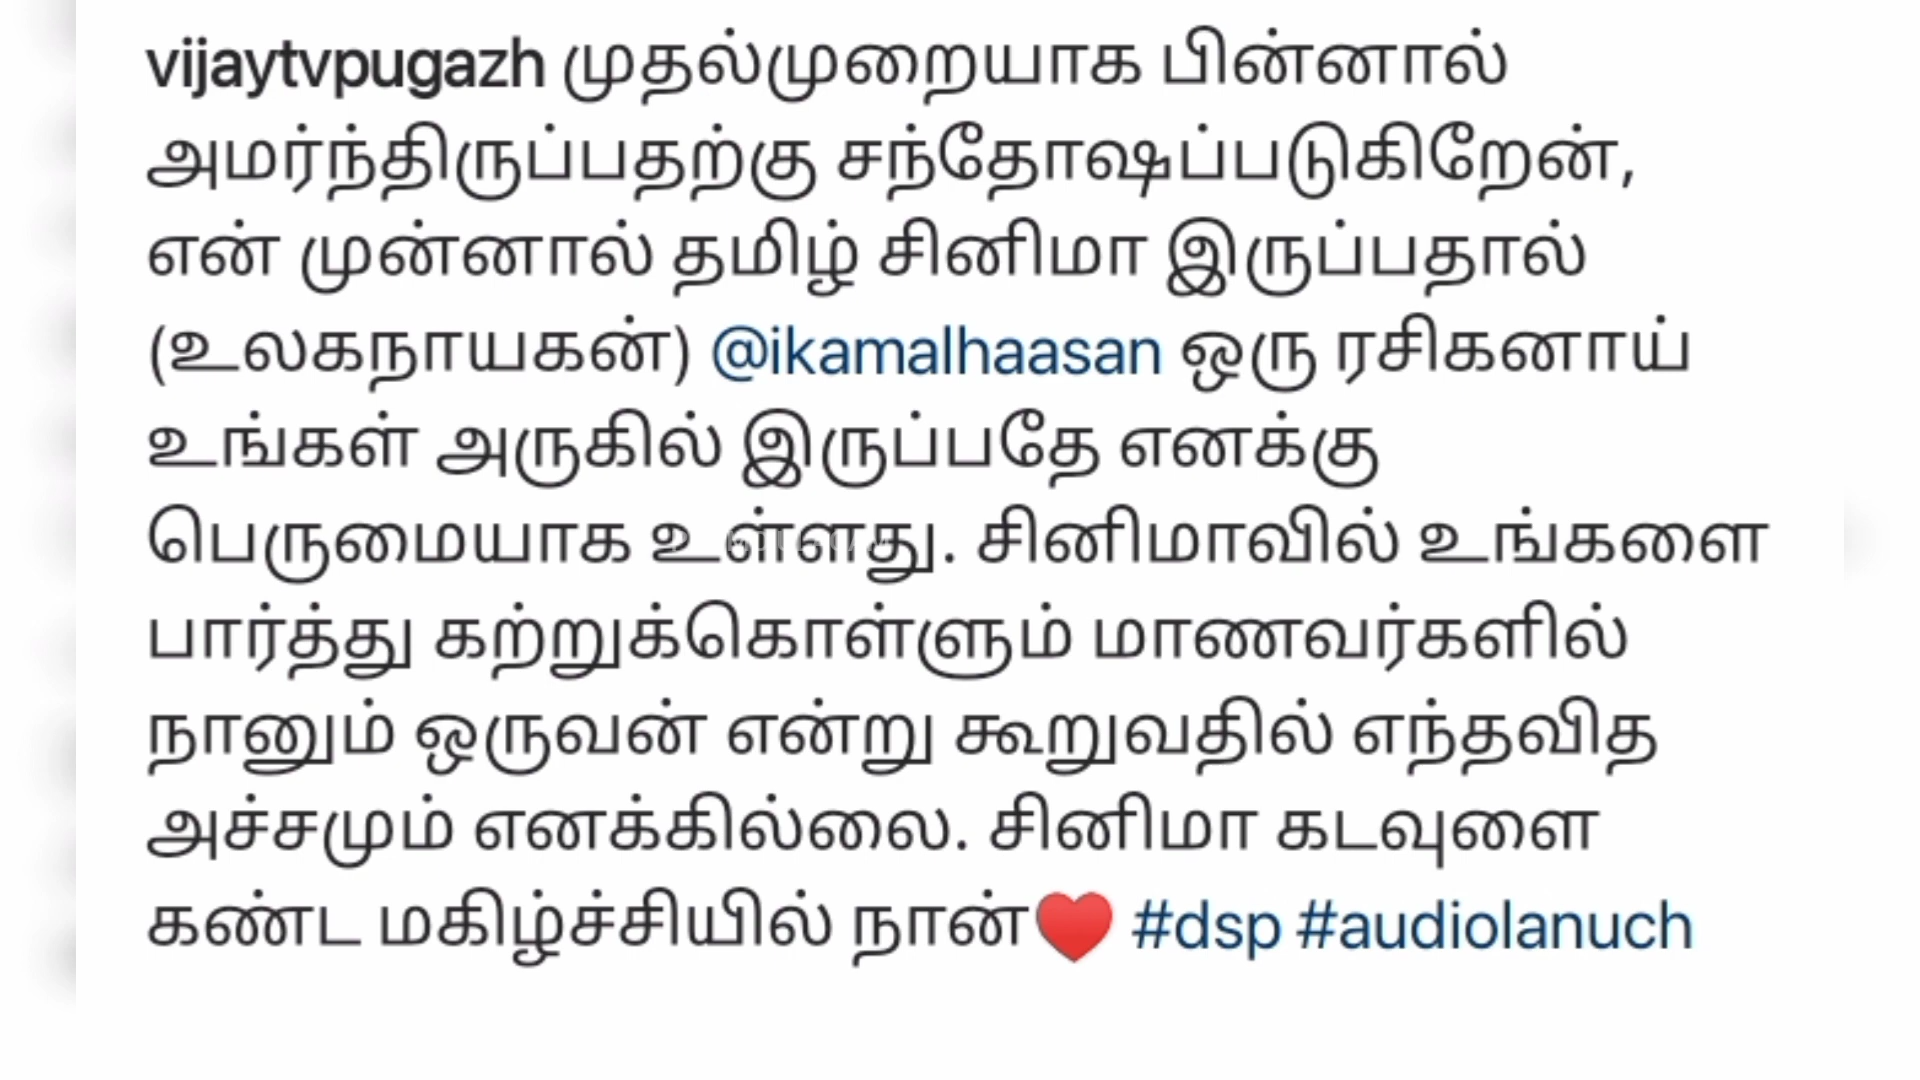 vijaytvpugazh முதல்முறையாக பின்னால்
அமர்ந்திருப்பதற்கு சந்தோஷப்படுகிறேன்,
என் முன்னால் தமிழ் சினிமா இருப்பதால்
(உலகநாயகன்) @ikamalhaasan ஒரு ரசிகனாய்
உங்கள் அருகில் இருப்பதே எனக்கு
பெருமையாக உள்ளது. சினிமாவில் உங்களை
பார்த்து கற்றுக்கொள்ளும் மாணவர்களில்
நானும் ஒருவன் என்று கூறுவதில் எந்தவித
அச்சமும் எனக்கில்லை. சினிமா கடவுளை
கண்ட மகிழ்ச்சியில் நான்❤️ #dsp #audiolanuch